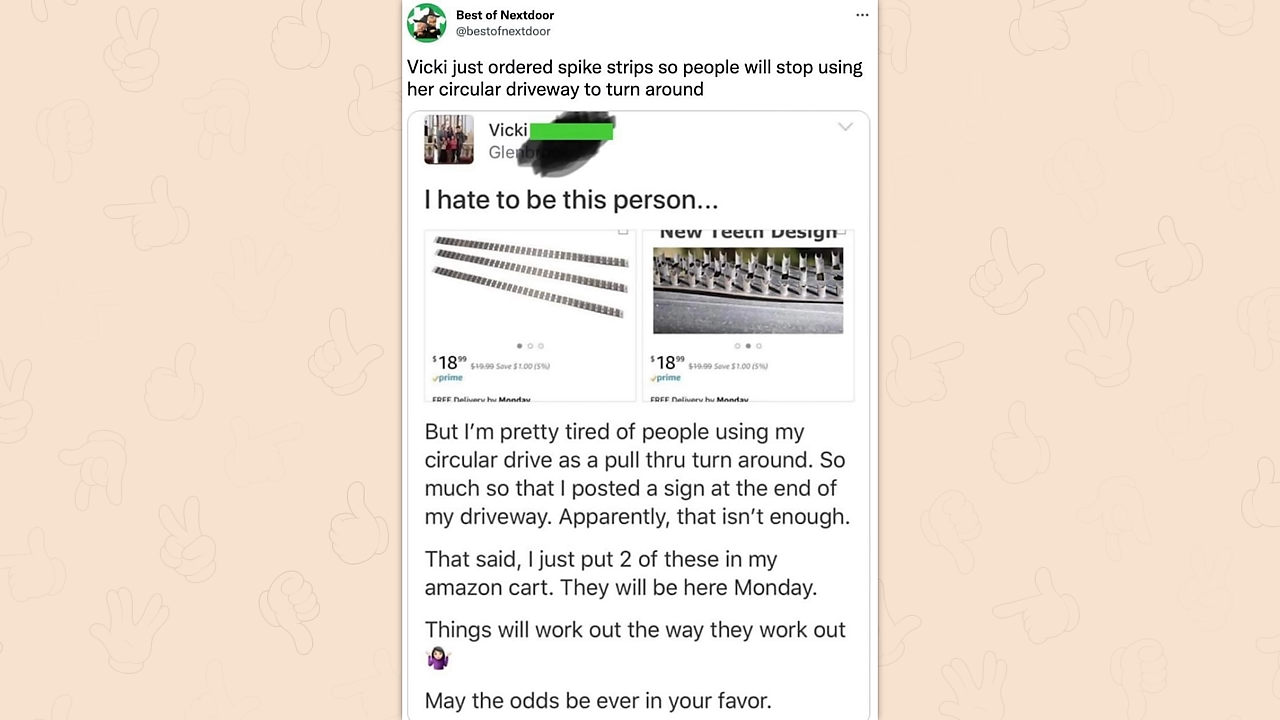 Best of Nextdoor
@bestofnextdoor
Vicki just ordered spike strips so people will stop using
her circular driveway to turn around
Vicki
I hate to be this person...
New Teeth Design
$18⁹⁹ $19.99 Save $1.00 (5%)
prime
FREE Delivery by Monday
$18⁹⁹ $19.99 Save $1.00 (5%)
prime
FREE Delivery by Monday
But I’m pretty tired of people using my
circular drive as a pull thru turn around. So
much so that I posted a sign at the end of
my driveway. Apparently, that isn’t enough.
That said, I just put 2 of these in my
amazon cart. They will be here Monday.
Things will work out the way they work out
🤷🏻‍♀️
May the odds be ever in your favor.